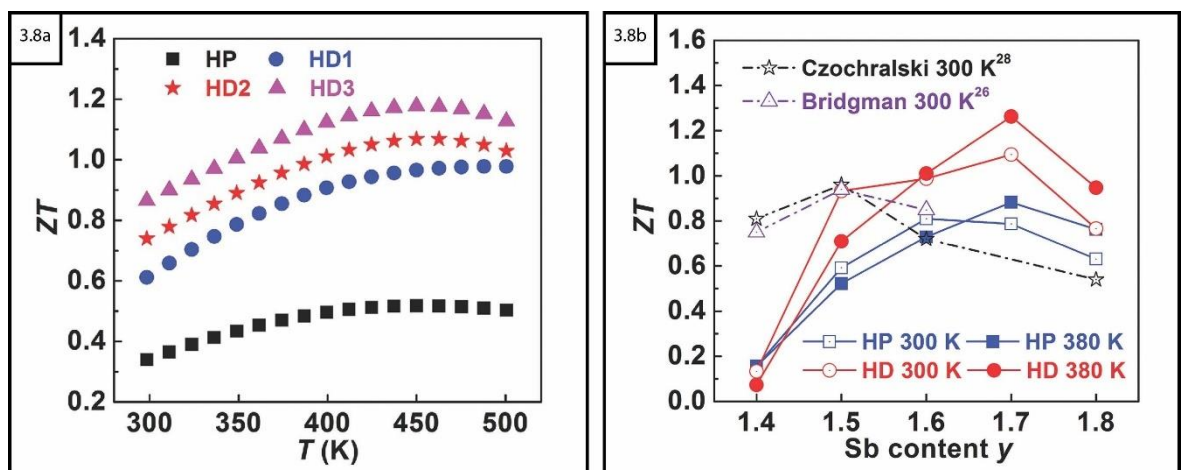 3.8a
1.4
1.2
1.0
0.8
0.6
0.4
0.2
ZT
HP HD1
HD2 HD3
300 350 400 450 500
T (K)
3.8b
1.6
1.4
1.2
1.0
0.8
0.6
0.4
0.2
0.0
ZT
Czochralski 300 K28
Bridgman 300 K26
HP 300 K HP 380 K
HD 300 K HD 380 K
1.4 1.5 1.6 1.7 1.8
Sb content y